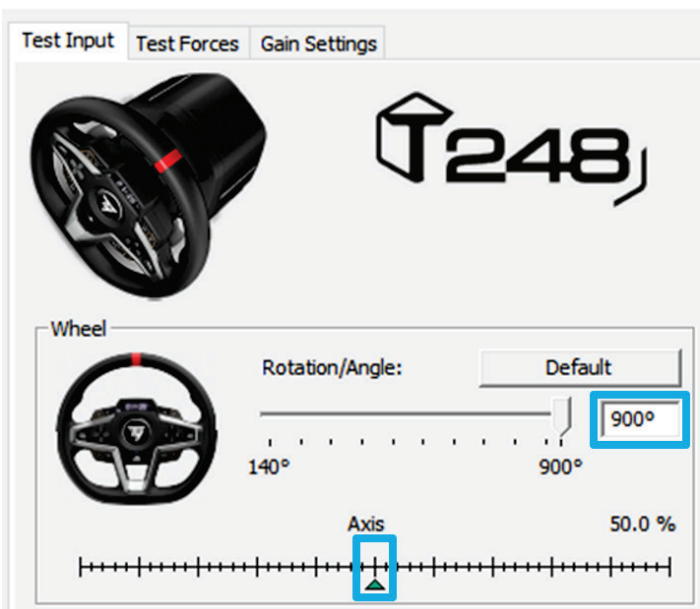 Test Input Test Forces Gain Settings
T248
Wheel
Rotation/Angle: Default
900°
140° 900°
Axis 50.0 %